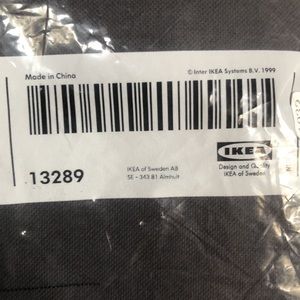 Made in China
© Inter IKEA Systems B.V. 1999
IKEA
13289
IKEA of Sweden AB
SE - 343 81 Älmhult
Design and Quality
IKEA of Sweden